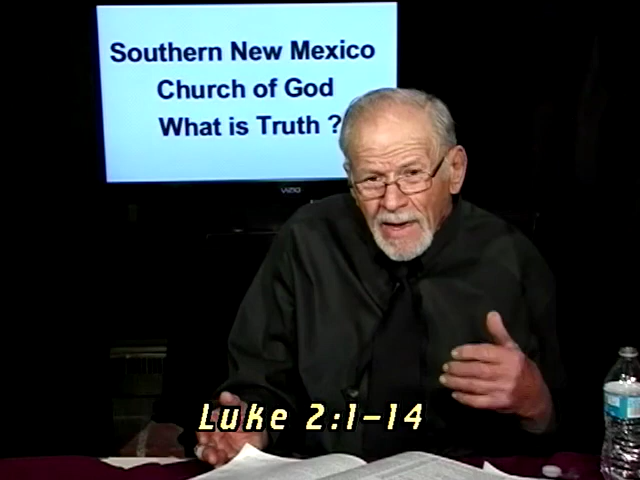 Southern New Mexico
Church of God
What is Truth ?
VIZIO
Luke 2:1-14